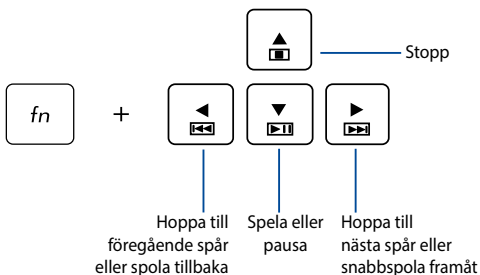 Stopp
fn +
Hoppa till
föregående spår
eller spola tillbaka
Spela eller
pausa
Hoppa till
nästa spår eller
snabbspola framåt